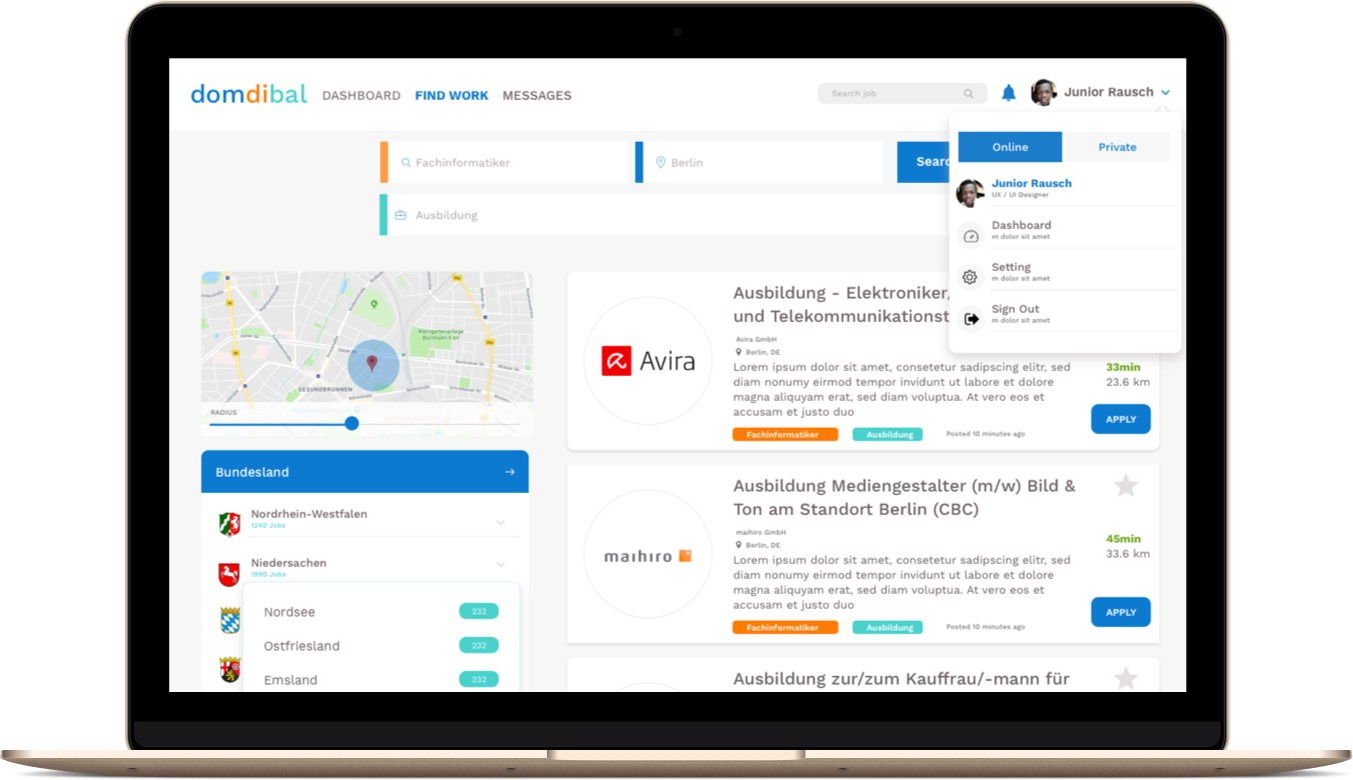 domdibal DASHBOARD FIND WORK MESSAGES
Search job
Junior Rausch
Fachinformatiker
Berlin
Ausbildung
Online
Private
Junior Rausch
UX / UI Designer
Dashboard
m dolor sit amet
Setting
m dolor sit amet
Sign Out
m dolor sit amet
Kleingartenanlage
Bornholm II eV
GESUNDBRUNNEN
RADIUS
Bundesland
Nordrhein-Westfalen
1240 Jobs
Niedersachen
1990 Jobs
Nordsee 232
Ostfriesland 232
Emsland 232
Avira
Ausbildung - Elektroniker
und Telekommunikationst
Avira GmbH
Berlin, DE
Lorem ipsum dolor sit amet, consetetur sadipscing elitr, sed
diam nonumy eirmod tempor invidunt ut labore et dolore
magna aliquyam erat, sed diam voluptua. At vero eos et
accusam et justo duo
Fachinformatiker Ausbildung Posted 10 minutes ago
33min
23.6 km
APPLY
maihiro
Ausbildung Mediengestalter (m/w) Bild &
Ton am Standort Berlin (CBC)
maihiro GmbH
Berlin, DE
Lorem ipsum dolor sit amet, consetetur sadipscing elitr, sed
diam nonumy eirmod tempor invidunt ut labore et dolore
magna aliquyam erat, sed diam voluptua. At vero eos et
accusam et justo duo
Fachinformatiker Ausbildung Posted 10 minutes ago
45min
33.6 km
APPLY
Ausbildung zur/zum Kauffrau/-mann für